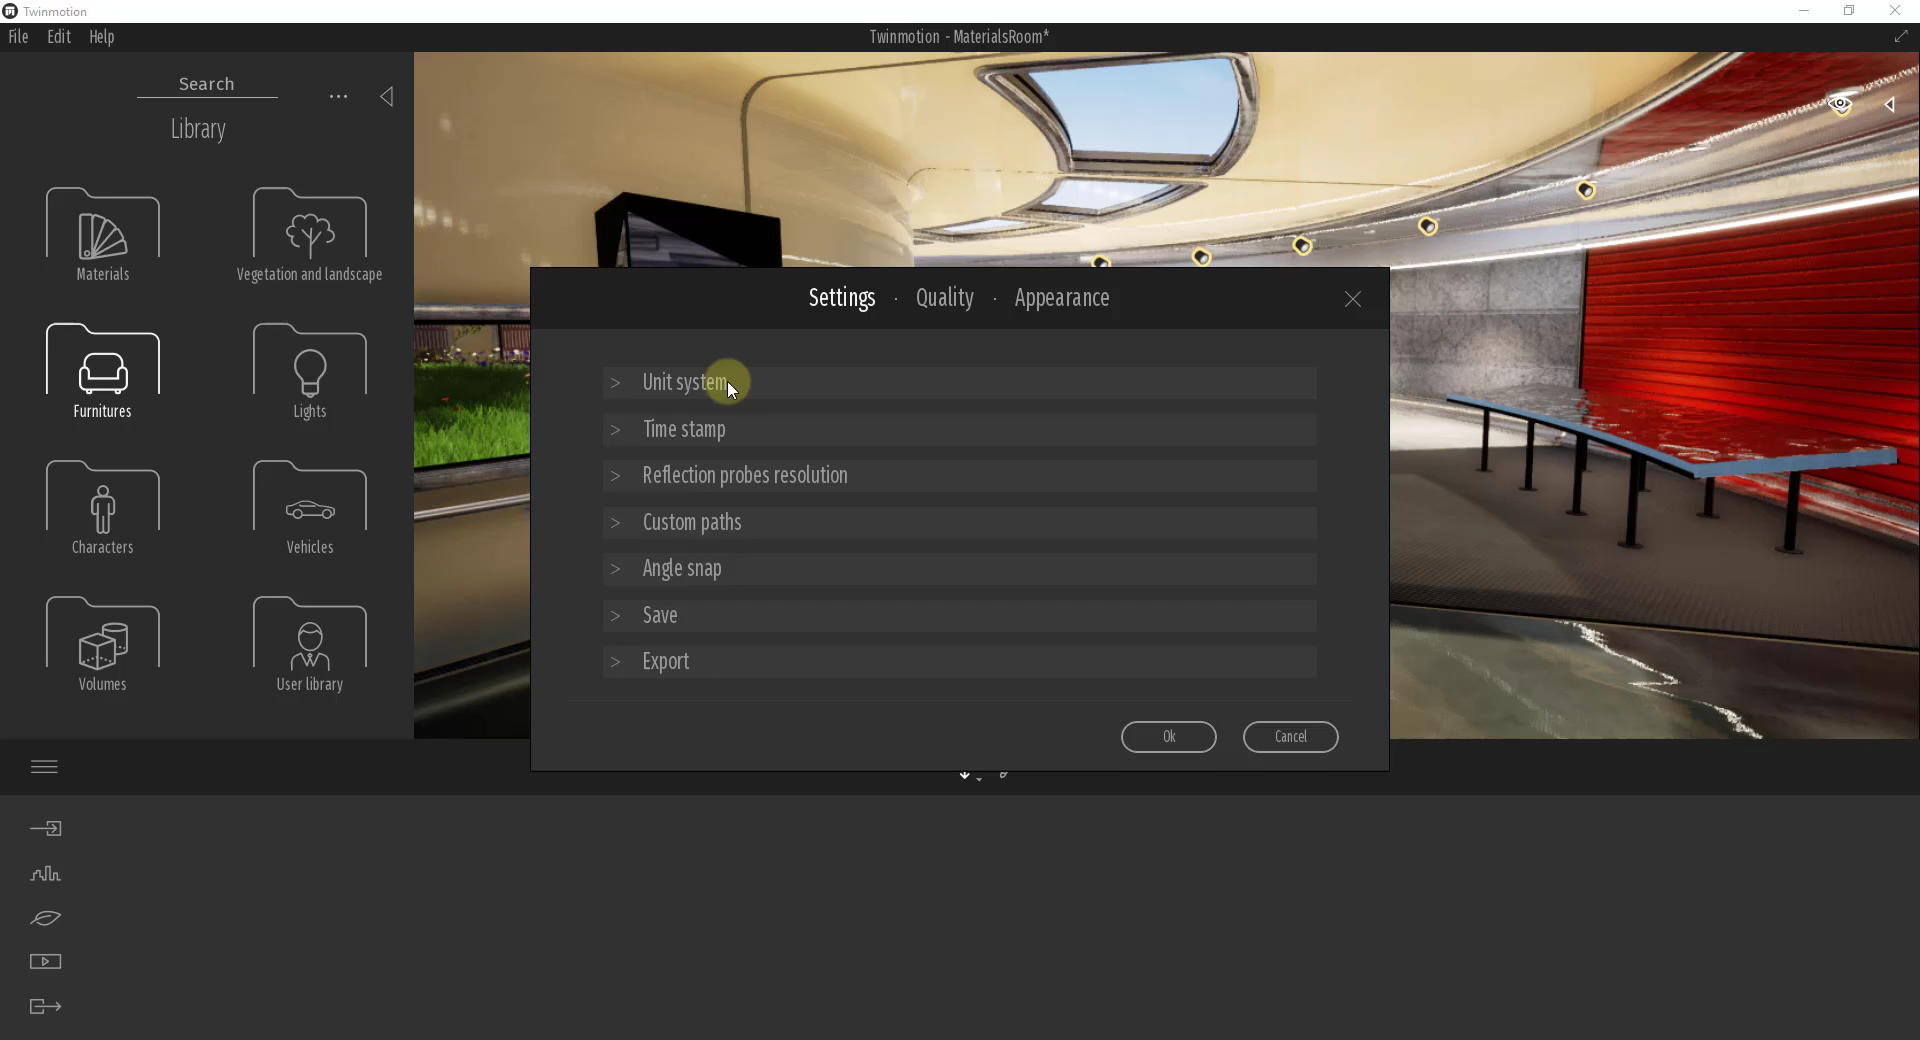 Twinmotion
File Edit Help
Twinmotion - MaterialsRoom*
Search
Library
Materials
Vegetation and landscape
Furnitures
Lights
Characters
Vehicles
Volumes
User library
Settings · Quality · Appearance
> Unit system
> Time stamp
> Reflection probes resolution
> Custom paths
> Angle snap
> Save
> Export
Ok
Cancel